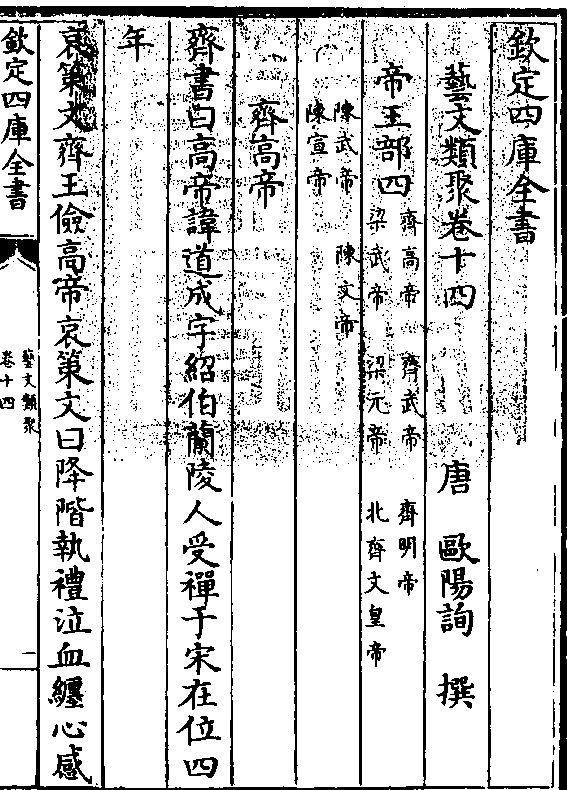 欽定四庫全書
藝文類聚卷十四 唐 歐陽詢 撰
帝王部四
齊高帝 齊武帝 齊明帝
梁武帝 梁元帝 北齊文皇帝
陳武帝 陳文帝
陳宣帝
齊高帝
齊書曰高帝諱道成字紹伯蘭陵人受禪于宋在位四
年
哀策文齊王儉高帝哀策文曰降階執禮泣血纏心感
欽定四庫全書
藝文類聚
卷十四
一